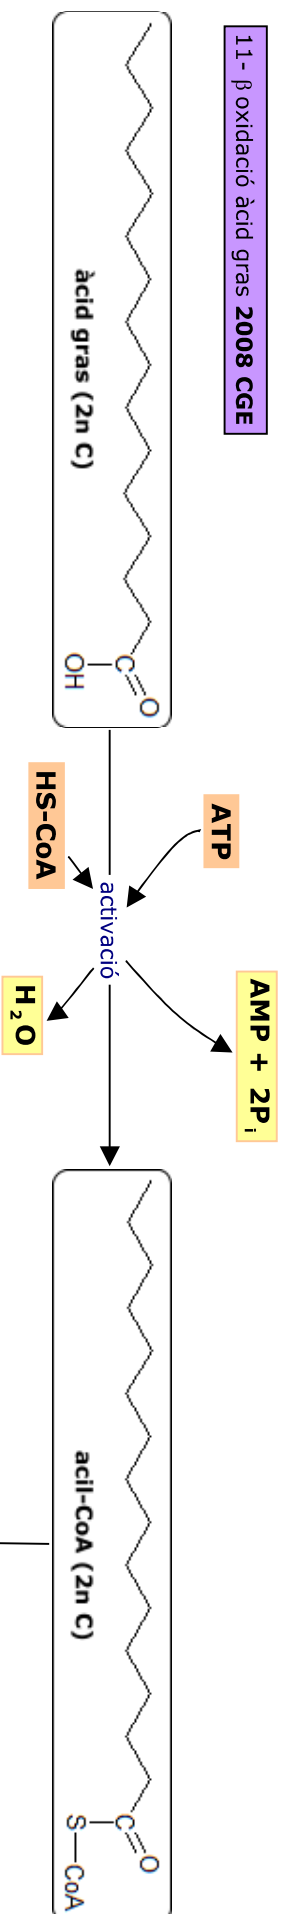 11- β oxidació àcid gras 2008 CGE
àcid gras (2n C)
C
O
OH
ATP
HS-CoA
activació
AMP + 2Pi
H2O
acil-CoA (2n C)
C
O
S
CoA